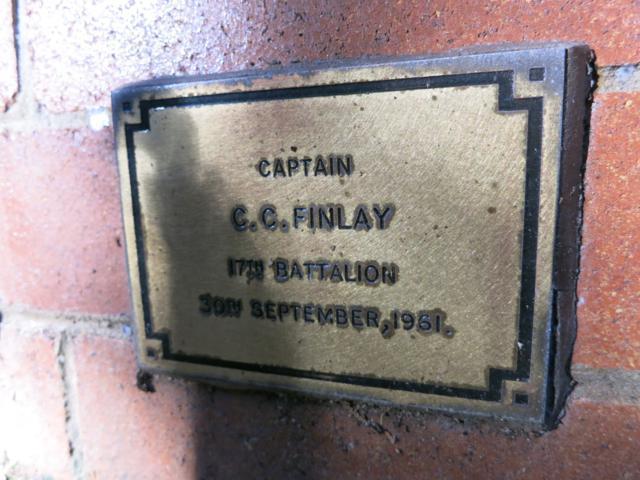 CAPTAIN
C.C. FINLAY
17TH BATTALION
30TH SEPTEMBER, 1961.